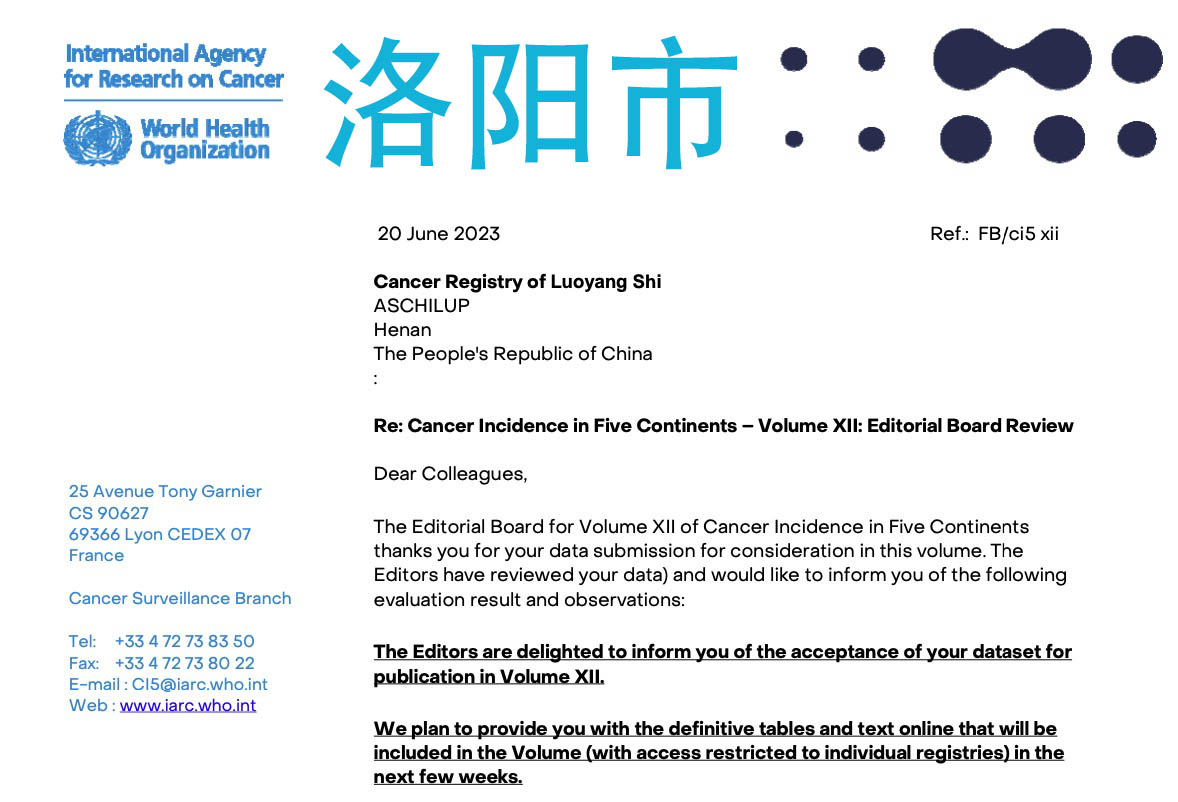 International Agency
for Research on Cancer
World Health
Organization
洛阳市
20 June 2023
Ref.: FB/ci5 xii
Cancer Registry of Luoyang Shi
ASCHILUP
Henan
The People's Republic of China
:
Re: Cancer Incidence in Five Continents – Volume XII: Editorial Board Review
Dear Colleagues,
The Editorial Board for Volume XII of Cancer Incidence in Five Continents
thanks you for your data submission for consideration in this volume. The
Editors have reviewed your data) and would like to inform you of the following
evaluation result and observations:
The Editors are delighted to inform you of the acceptance of your dataset for
publication in Volume XII.
We plan to provide you with the definitive tables and text online that will be
included in the Volume (with access restricted to individual registries) in the
next few weeks.
25 Avenue Tony Garnier
CS 90627
69366 Lyon CEDEX 07
France
Cancer Surveillance Branch
Tel: +33 4 72 73 83 50
Fax: +33 4 72 73 80 22
E-mail : CI5@iarc.who.int
Web : www.iarc.who.int